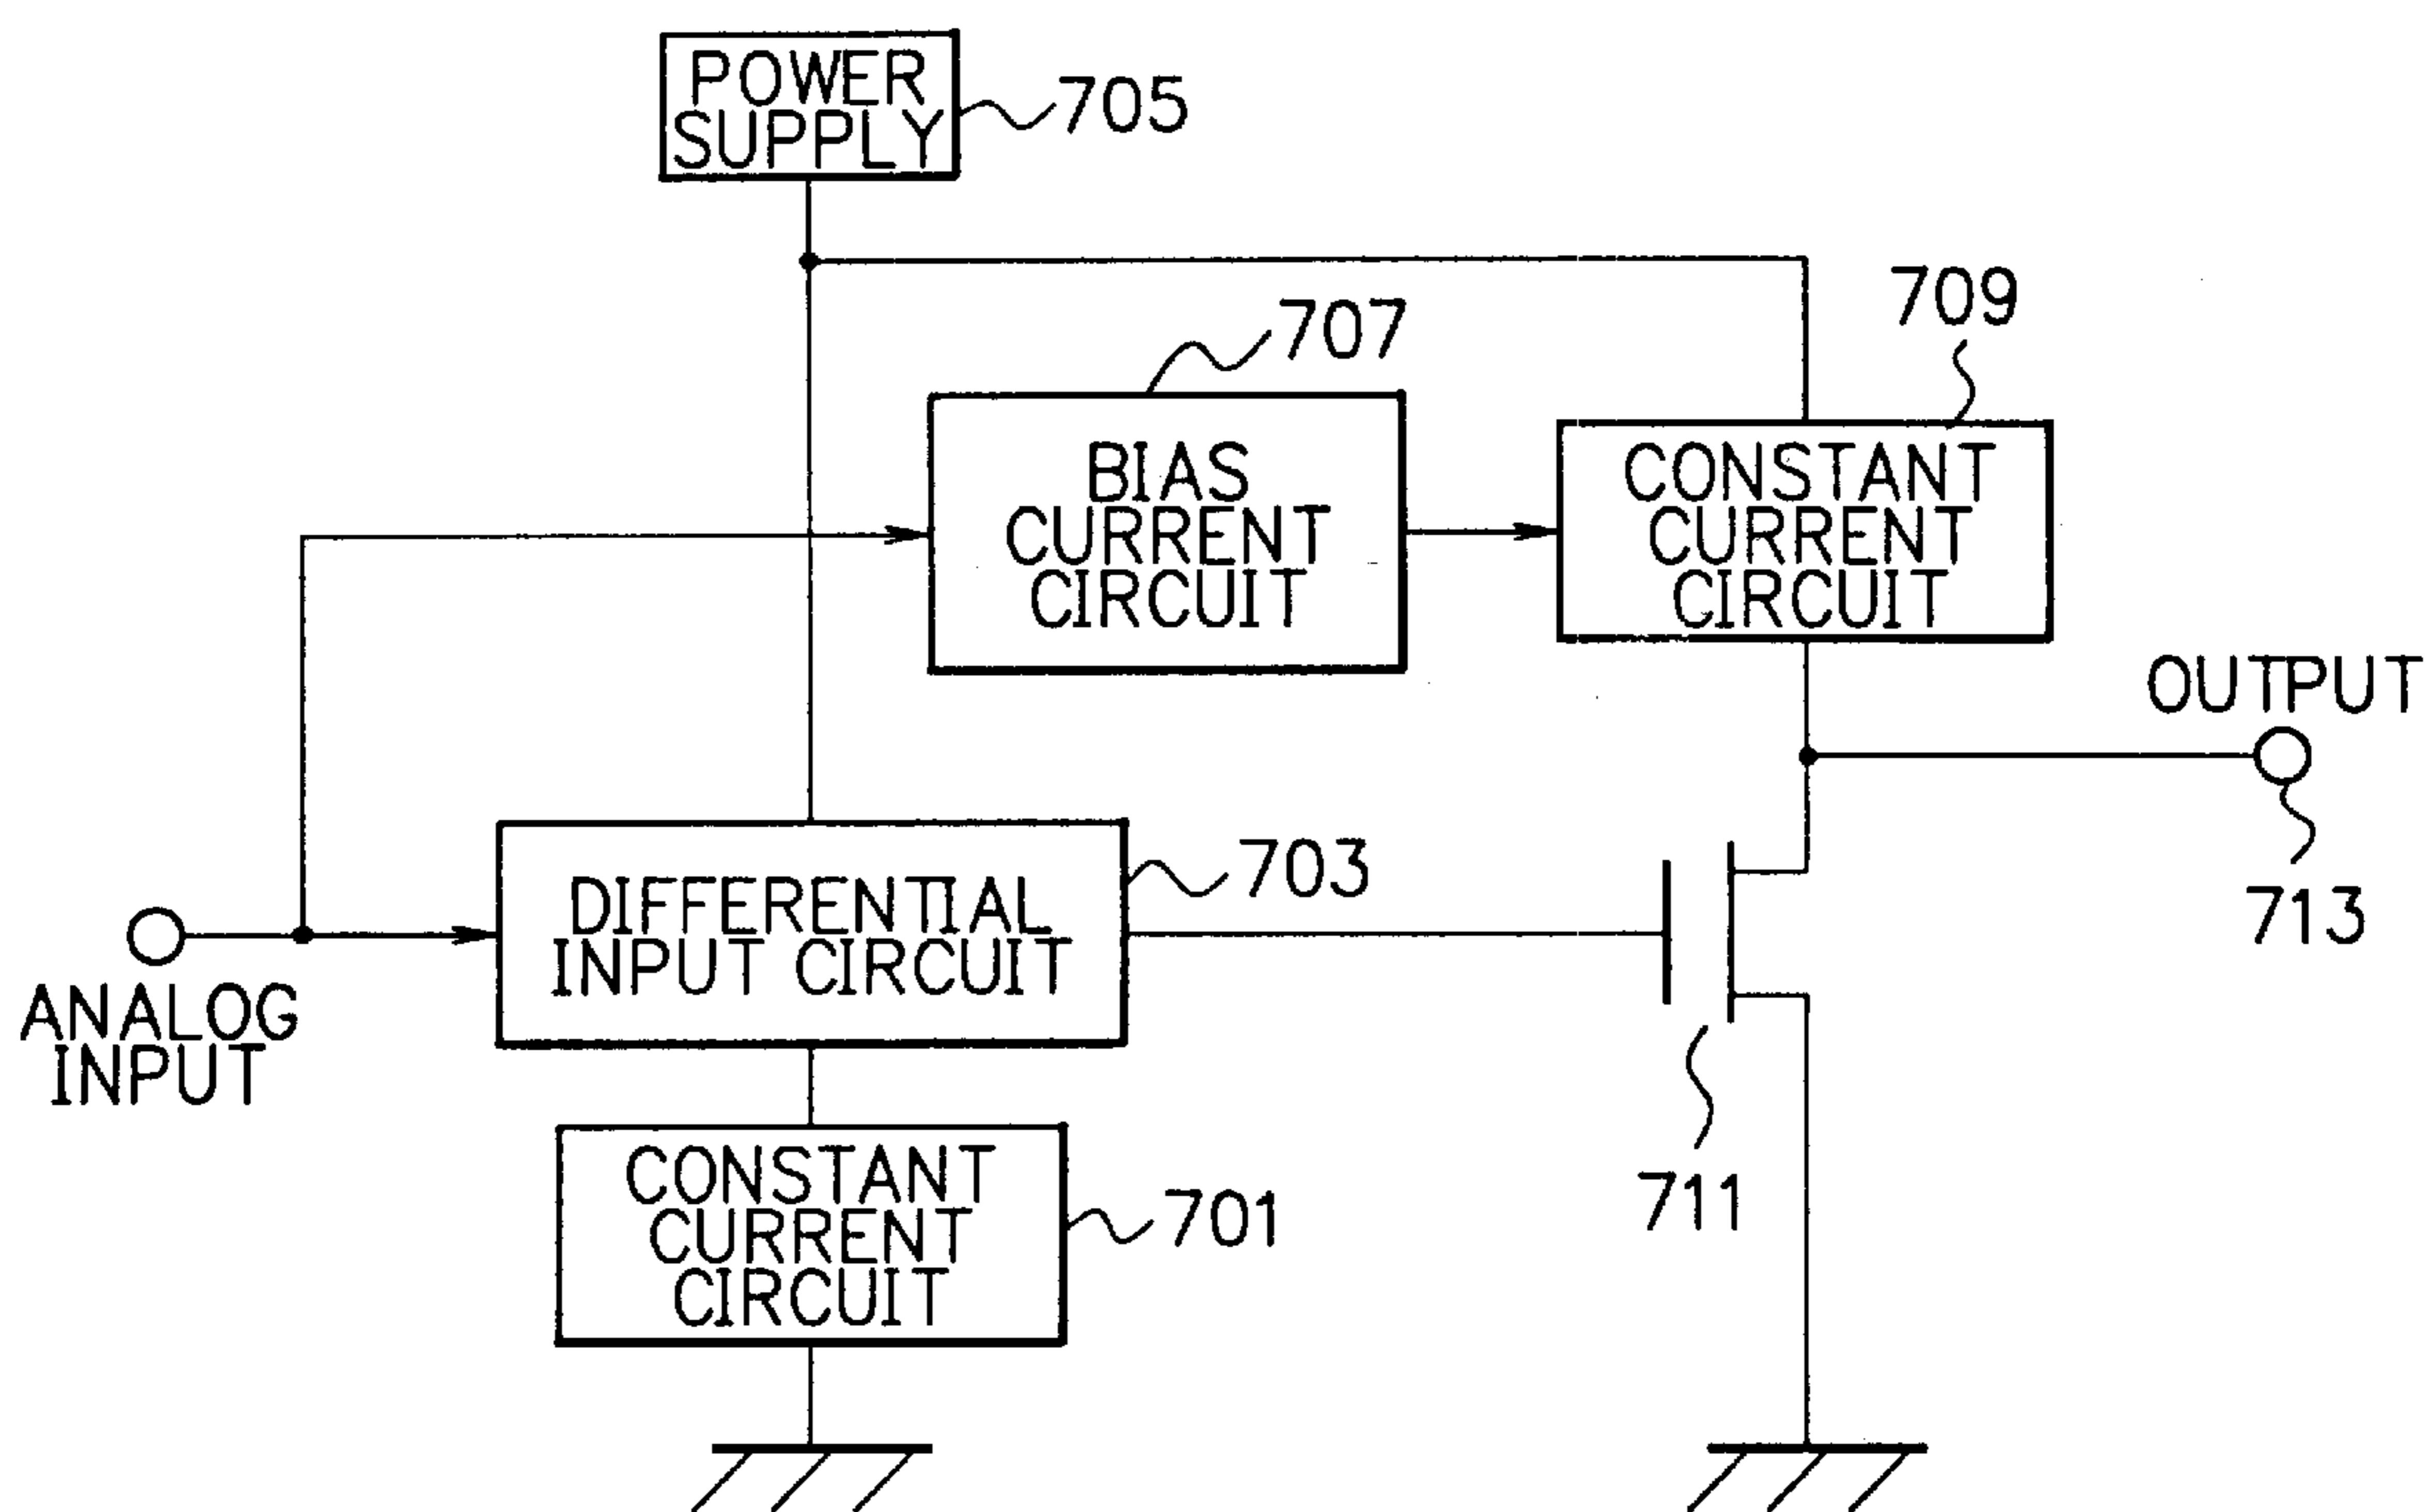 POWER
SUPPLY
705
709
707
BIAS
CURRENT
CIRCUIT
CONSTANT
CURRENT
CIRCUIT
OUTPUT
713
703
DIFFERENTIAL
INPUT CIRCUIT
ANALOG
INPUT
711
CONSTANT
CURRENT
CIRCUIT
701